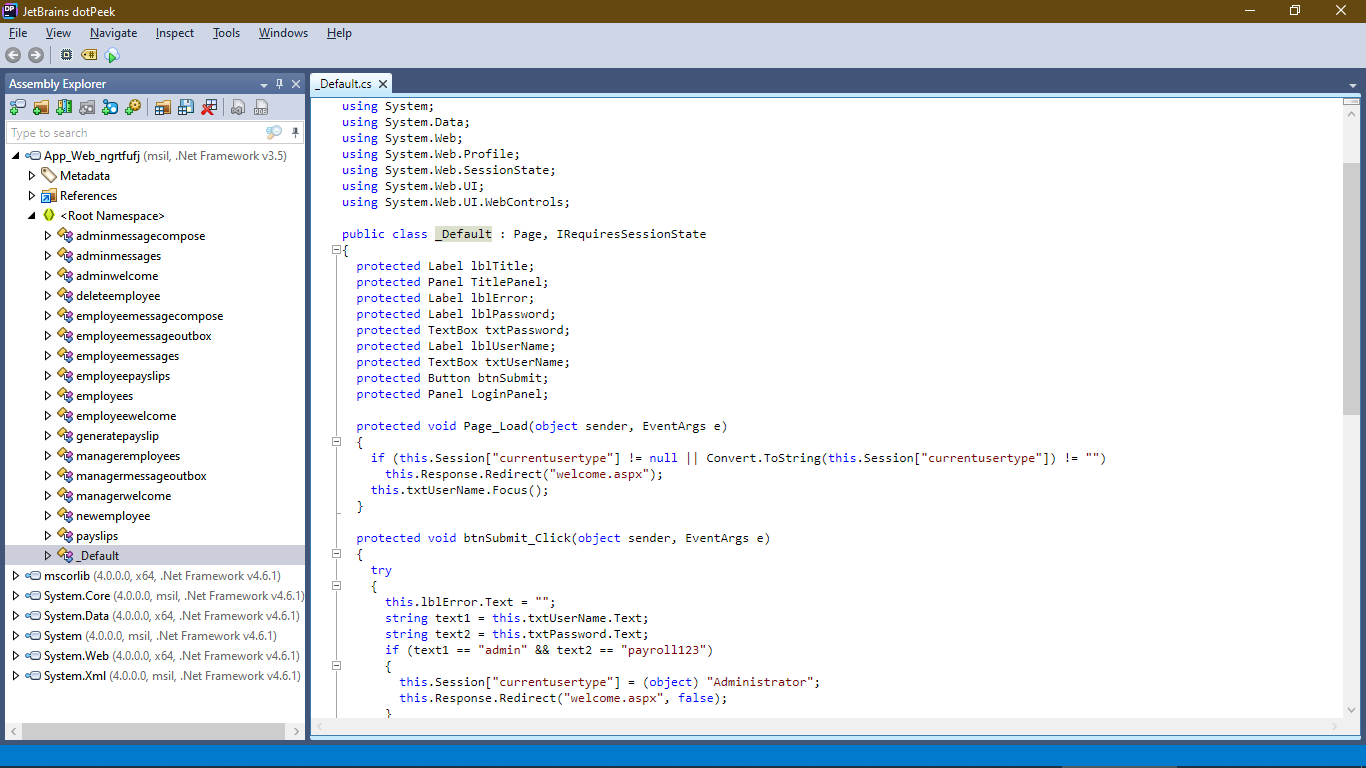 JetBrains dotPeek
File View Navigate Inspect Tools Windows Help
Assembly Explorer
Type to search
App_Web_ngrtfufj (msil, .Net Framework v3.5)
Metadata
References
<Root Namespace>
adminmessagecompose
adminmessages
adminwelcome
deleteemployee
employeemessagecompose
employeemessageoutbox
employeemessages
employeepayslips
employees
employeewelcome
generatepayslip
manageremployees
managermessageoutbox
managerwelcome
newemployee
payslips
_Default
mscorlib (4.0.0.0, x64, .Net Framework v4.6.1)
System.Core (4.0.0.0, msil, .Net Framework v4.6.1)
System.Data (4.0.0.0, x64, .Net Framework v4.6.1)
System (4.0.0.0, msil, .Net Framework v4.6.1)
System.Web (4.0.0.0, x64, .Net Framework v4.6.1)
System.Xml (4.0.0.0, msil, .Net Framework v4.6.1)
_Default.cs
using System;
using System.Data;
using System.Web;
using System.Web.Profile;
using System.Web.SessionState;
using System.Web.UI;
using System.Web.UI.WebControls;
public class _Default : Page, IRequiresSessionState
{
protected Label lblTitle;
protected Panel TitlePanel;
protected Label lblError;
protected Label lblPassword;
protected TextBox txtPassword;
protected Label lblUserName;
protected TextBox txtUserName;
protected Button btnSubmit;
protected Panel LoginPanel;
protected void Page_Load(object sender, EventArgs e)
{
if (this.Session["currentusertype"] != null || Convert.ToString(this.Session["currentusertype"]) != "")
this.Response.Redirect("welcome.aspx");
this.txtUserName.Focus();
}
protected void btnSubmit_Click(object sender, EventArgs e)
{
try
{
this.lblError.Text = "";
string text1 = this.txtUserName.Text;
string text2 = this.txtPassword.Text;
if (text1 == "admin" && text2 == "payroll123")
{
this.Session["currentusertype"] = (object) "Administrator";
this.Response.Redirect("welcome.aspx", false);
}